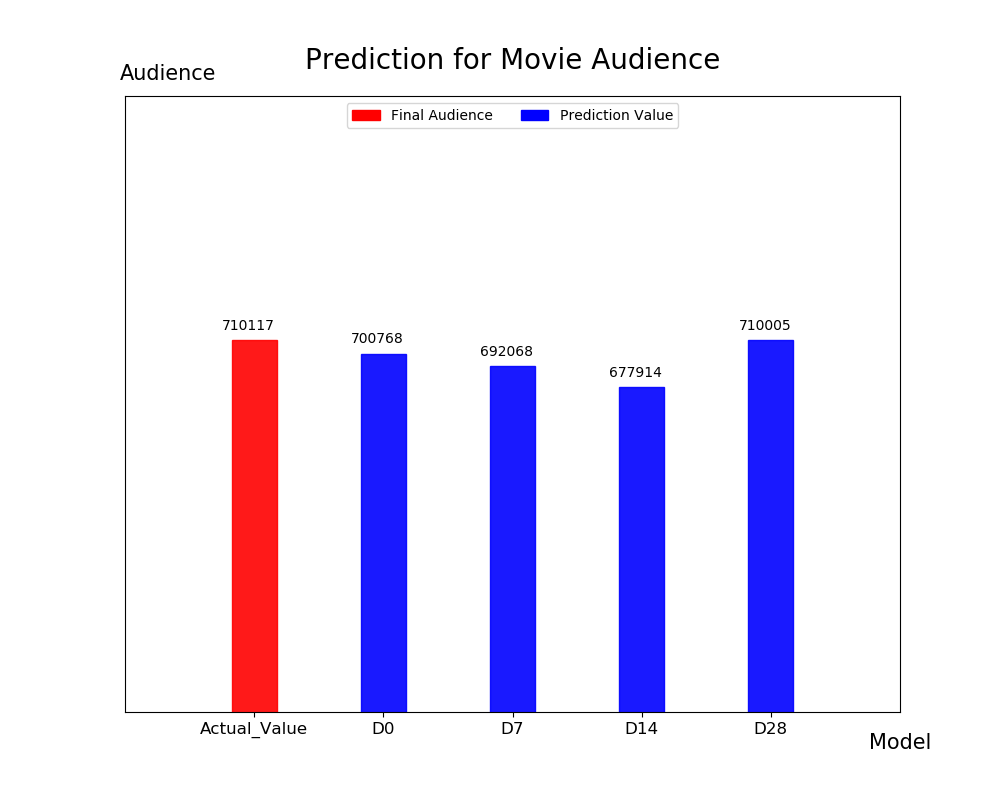 Prediction for Movie Audience
Audience
Final Audience
Prediction Value
710117
700768
692068
677914
710005
Actual_Value
D0
D7
D14
D28
Model